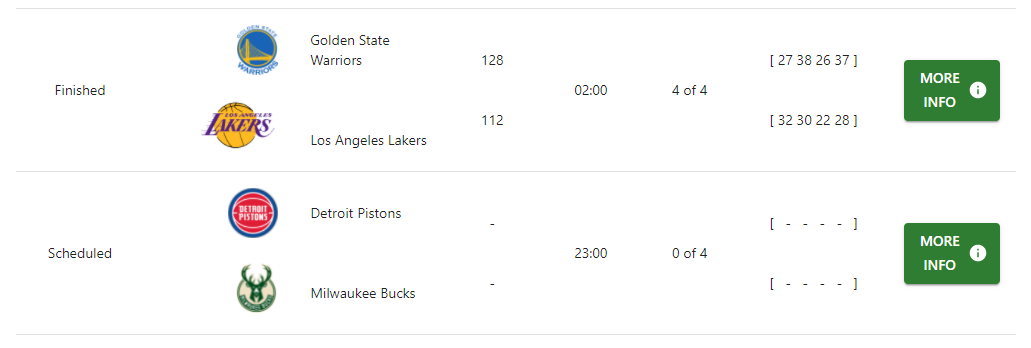 GOLDEN STATE
WARRIORS
Golden State
Warriors
128
[ 27 38 26 37 ]
Finished
02:00
4 of 4
MORE
INFO
LOS ANGELES
LAKERS
112
[ 32 30 22 28 ]
Los Angeles Lakers
DETROIT
PISTONS
Detroit Pistons
-
[ - - - - ]
Scheduled
23:00
0 of 4
MORE
INFO
Milwaukee Bucks
-
[ - - - - ]